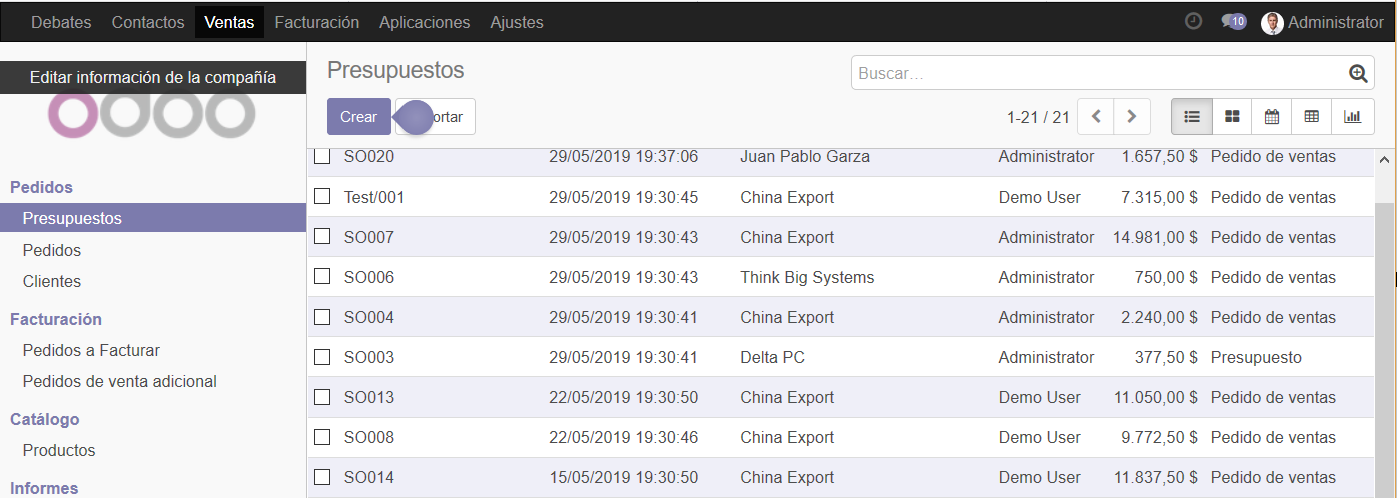 Debates Contactos Ventas Facturación Aplicaciones Ajustes 10 Administrator
Editar información de la compañía
odoo
Pedidos
Presupuestos
Pedidos
Clientes
Facturación
Pedidos a Facturar
Pedidos de venta adicional
Catálogo
Productos
Informes
Presupuestos
Buscar...
Crear ortar
1-21 / 21
SO020 29/05/2019 19:37:06 Juan Pablo Garza Administrator 1.657,50 $ Pedido de ventas
Test/001 29/05/2019 19:30:45 China Export Demo User 7.315,00 $ Pedido de ventas
SO007 29/05/2019 19:30:43 China Export Administrator 14.981,00 $ Pedido de ventas
SO006 29/05/2019 19:30:43 Think Big Systems Administrator 750,00 $ Pedido de ventas
SO004 29/05/2019 19:30:41 China Export Administrator 2.240,00 $ Pedido de ventas
SO003 29/05/2019 19:30:41 Delta PC Administrator 377,50 $ Presupuesto
SO013 22/05/2019 19:30:50 China Export Demo User 11.050,00 $ Pedido de ventas
SO008 22/05/2019 19:30:46 China Export Demo User 9.772,50 $ Pedido de ventas
SO014 15/05/2019 19:30:50 China Export Demo User 11.837,50 $ Pedido de ventas